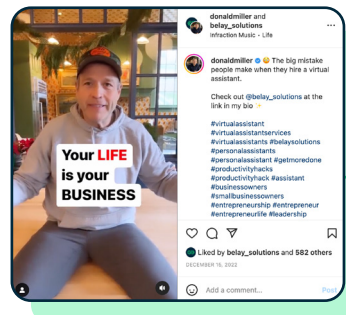 donaldmiller and
belay_solutions
Infraction Music • Life
donaldmiller 😳 The big mistake
people make when they hire a virtual
assistant.
Check out @belay_solutions at the
link in my bio ✨
#virtualassistant
#virtualassistantservices
#virtualassistants #belaysolutions
#personalassistants
#personalassistant #getmoredone
#productivityhacks
#productivityhack #assistant
#businessowners
#smallbusinessowners
#entrepreneurship #entrepreneur
#entrepreneurlife #leadership
Your LIFE
is your
BUSINESS
Liked by belay_solutions and 582 others
DECEMBER 15, 2022
Add a comment...
Post